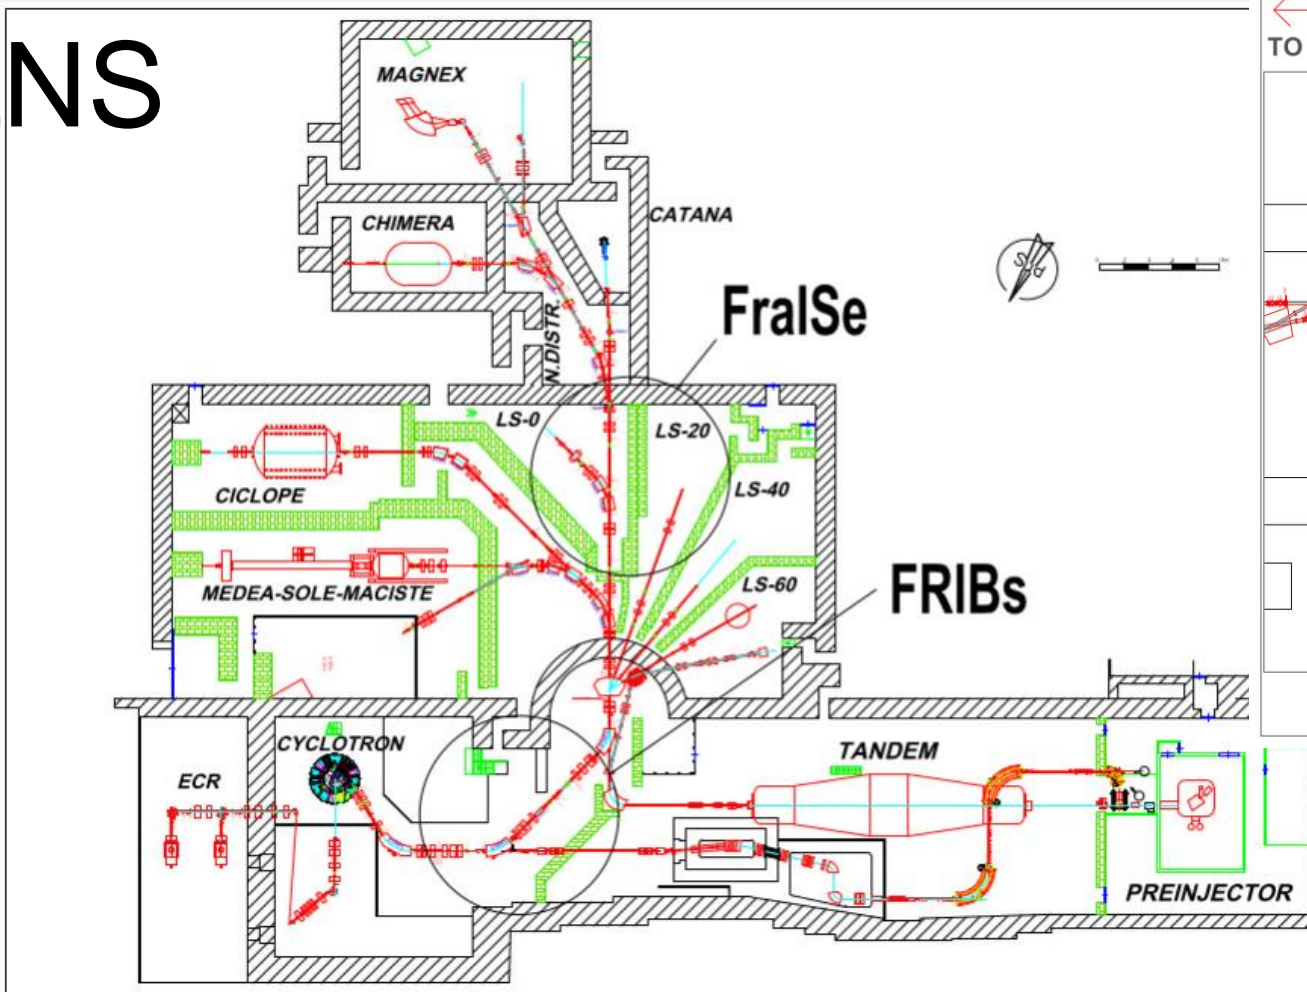 NS
TO
MAGNEX
CHIMERA
CATANA
N.DISTR.
FraISe
LS-0
LS-20
LS-40
LS-60
CICLOPE
MEDEA-SOLE-MACISTE
FRIBs
CYCLOTRON
ECR
TANDEM
PREINJECTOR